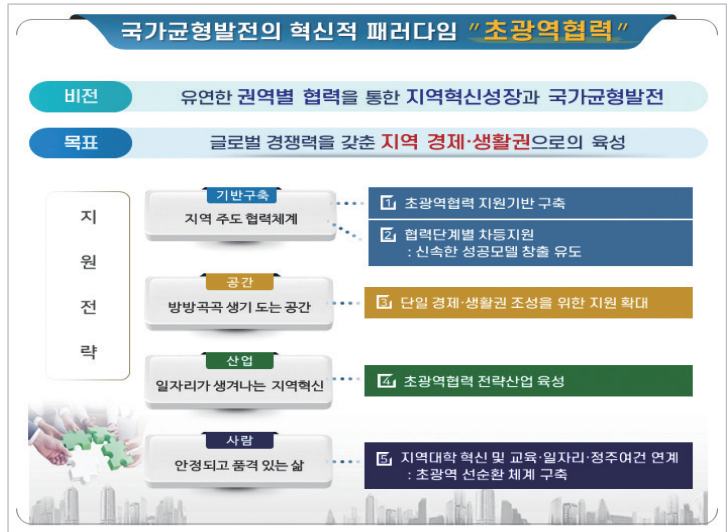 국가균형발전의 혁신적 패러다임 "초광역협력"
비전
유연한 권역별 협력을 통한 지역혁신성장과 국가균형발전
목표
글로벌 경쟁력을 갖춘 지역 경제·생활권으로의 육성
지
원
전
략
기반구축
지역 주도 협력체계
1 초광역협력 지원기반 구축
2 협력단계별 차등지원
: 신속한 성공모델 창출 유도
공간
방방곡곡 생기 도는 공간
3 단일 경제·생활권 조성을 위한 지원 확대
산업
일자리가 생겨나는 지역혁신
4 초광역협력 전략산업 육성
사람
안정되고 품격 있는 삶
5 지역대학 혁신 및 교육·일자리·정주여건 연계
: 초광역 선순환 체계 구축